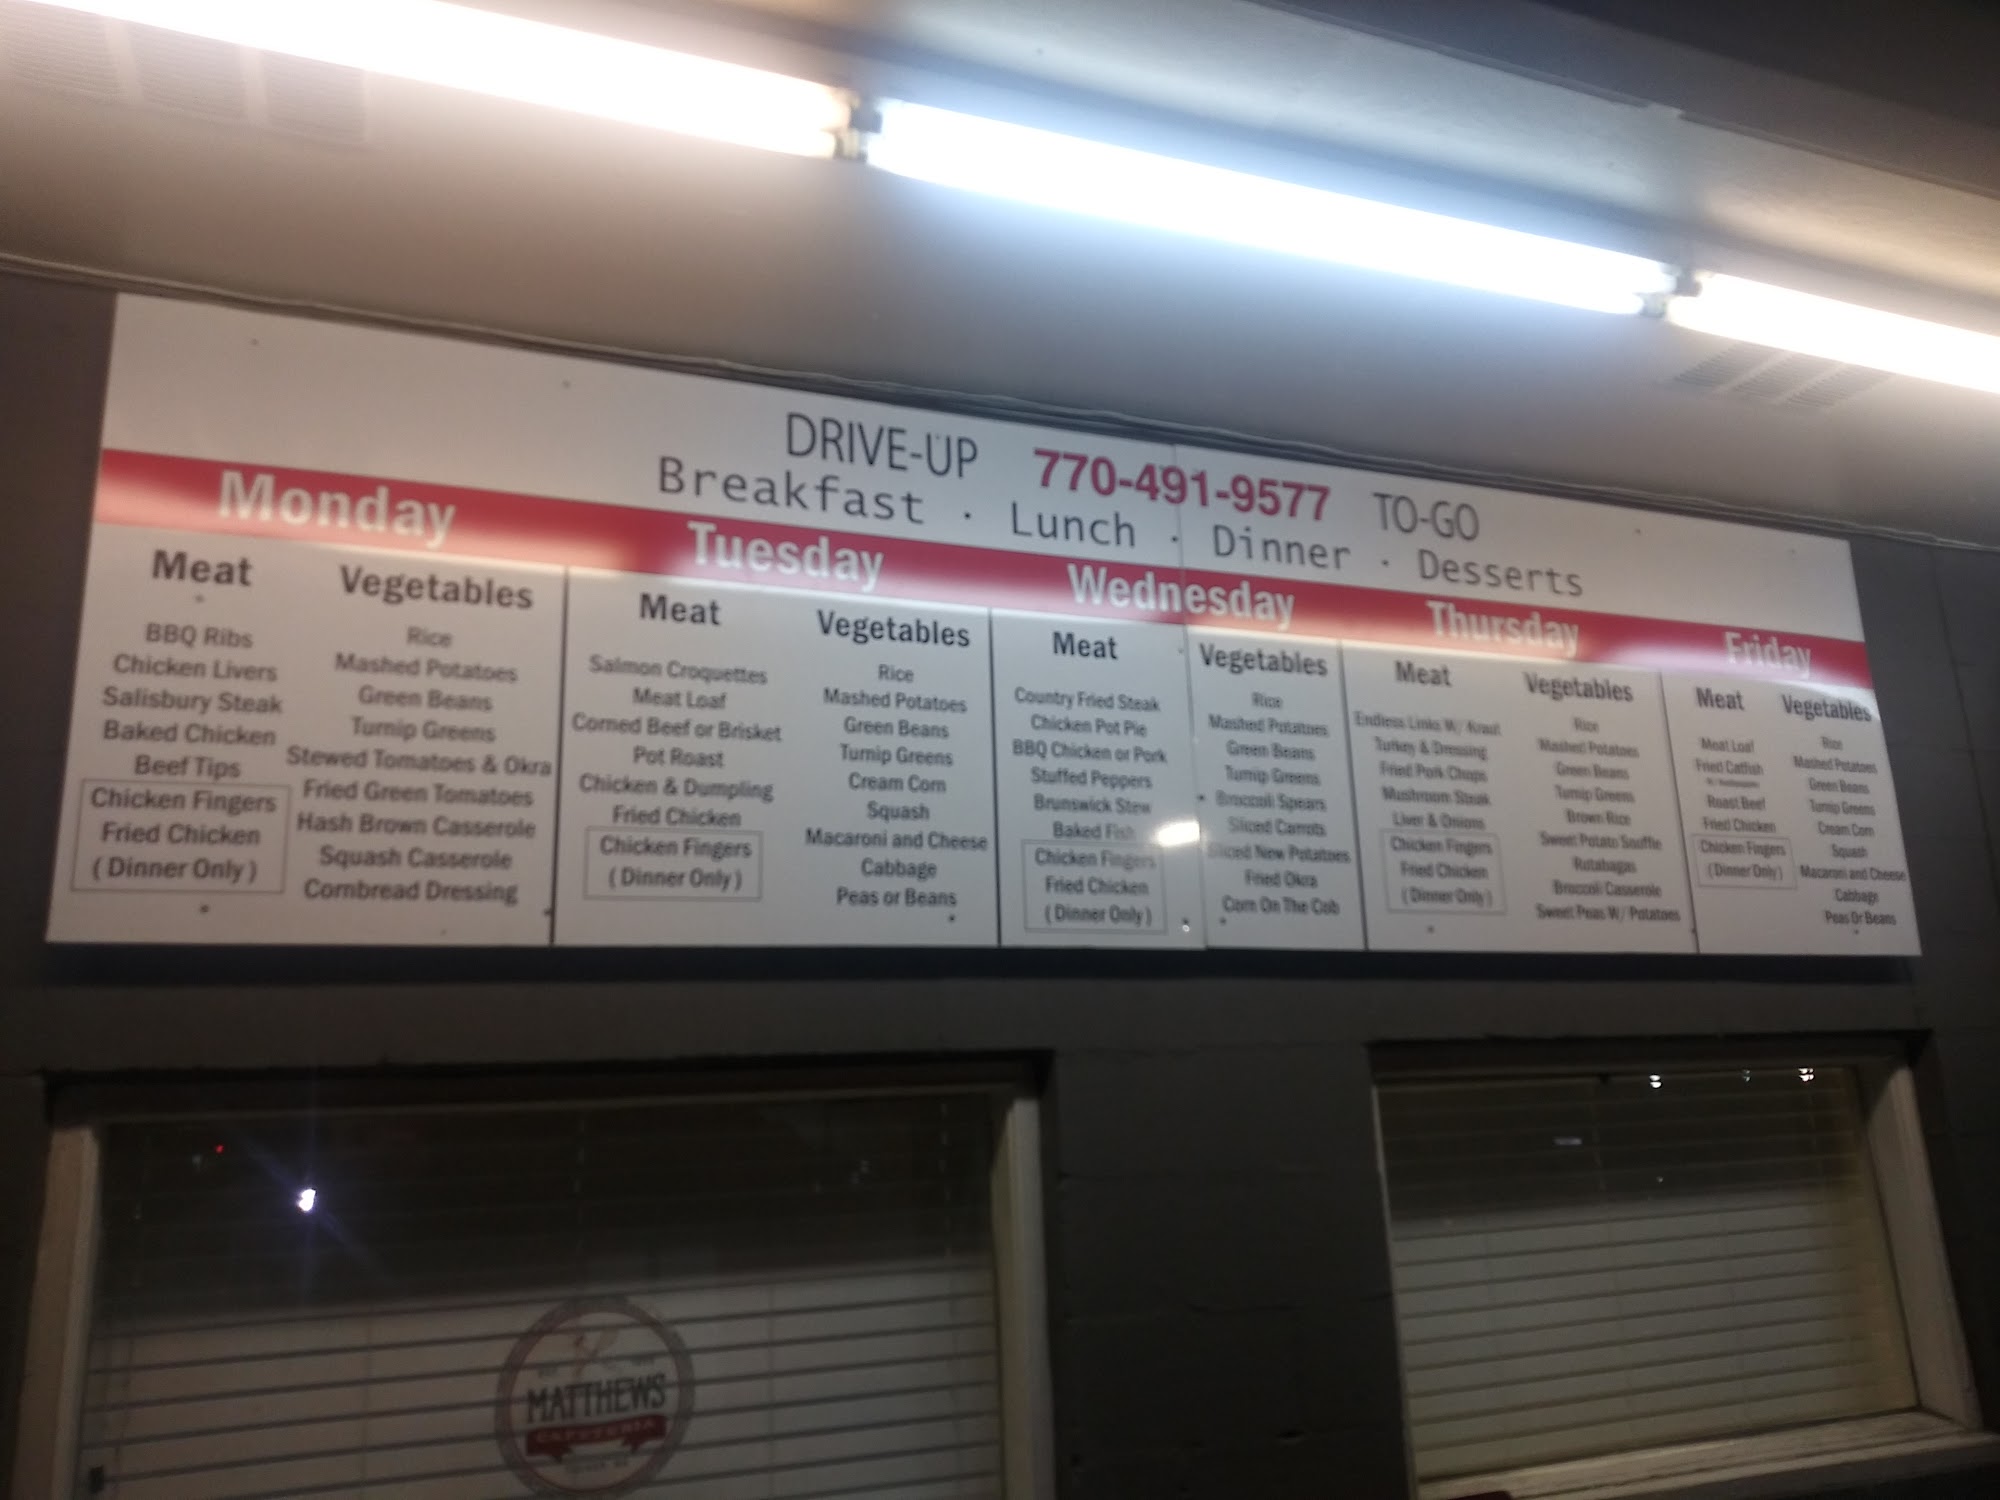 DRIVE-UP 770-491-9577 TO-GO
Breakfast · Lunch · Dinner · Desserts
Monday
Meat
BBQ Ribs
Chicken Livers
Salisbury Steak
Baked Chicken
Beef Tips
Chicken Fingers
Fried Chicken
( Dinner Only )
Vegetables
Rice
Mashed Potatoes
Green Beans
Turnip Greens
Stewed Tomatoes & Okra
Fried Green Tomatoes
Hash Brown Casserole
Squash Casserole
Cornbread Dressing
Tuesday
Meat
Salmon Croquettes
Meat Loaf
Corned Beef or Brisket
Pot Roast
Chicken & Dumpling
Fried Chicken
Chicken Fingers
( Dinner Only )
Vegetables
Rice
Mashed Potatoes
Green Beans
Turnip Greens
Cream Corn
Squash
Macaroni and Cheese
Cabbage
Peas or Beans
Wednesday
Meat
Country Fried Steak
Chicken Pot Pie
BBQ Chicken or Pork
Stuffed Peppers
Brunswick Stew
Baked Fish
Chicken Fingers
Fried Chicken
( Dinner Only )
Vegetables
Rice
Mashed Potatoes
Green Beans
Turnip Greens
Broccoli Spears
Sliced Carrots
Sliced New Potatoes
Fried Okra
Corn On The Cob
Thursday
Meat
Endless Links W/ Kraut
Turkey & Dressing
Fried Pork Chops
Mushroom Steak
Liver & Onions
Chicken Fingers
Fried Chicken
( Dinner Only )
Vegetables
Rice
Mashed Potatoes
Green Beans
Turnip Greens
Brown Rice
Sweet Potato Souffle
Rutabagas
Broccoli Casserole
Sweet Peas W/ Potatoes
Friday
Meat
Meat Loaf
Fried Catfish
Roast Beef
Fried Chicken
Chicken Fingers
( Dinner Only )
Vegetables
Rice
Mashed Potatoes
Green Beans
Turnip Greens
Cream Corn
Squash
Macaroni and Cheese
Cabbage
Peas Or Beans
MATTHEWS
CAFETERIA